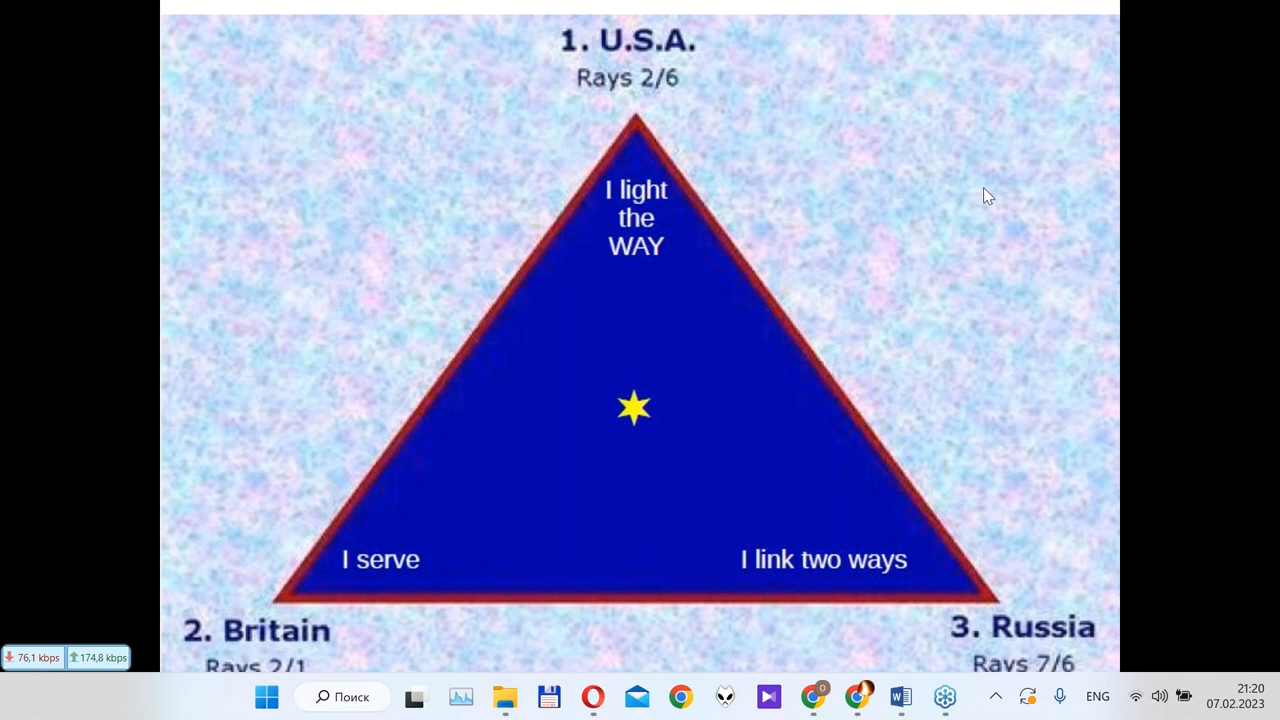 1. U.S.A.
Rays 2/6
I light
the
WAY
I serve
I link two ways
2. Britain
3. Russia
Rays 2/1
Rays 7/6
76,1 kbps
174,8 kbps
Поиск
0
ENG
21:20
07.02.2023